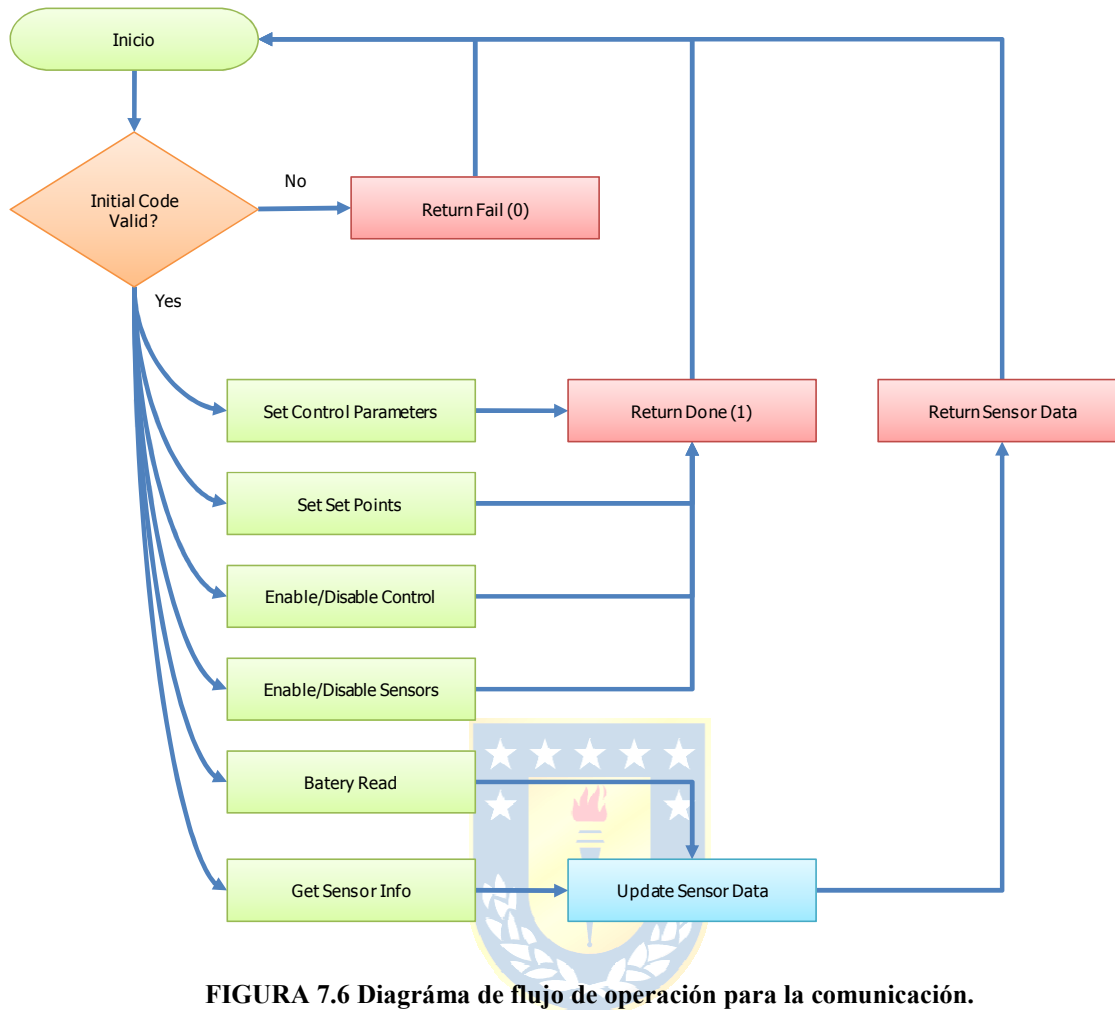 Inicio
Initial Code
Valid?
No
Return Fail (0)
Yes
Set Control Parameters
Return Done (1)
Return Sensor Data
Set Set Points
Enable/Disable Control
Enable/Disable Sensors
Batery Read
Get Sensor Info
Update Sensor Data
FIGURA 7.6 Diagráma de flujo de operación para la comunicación.